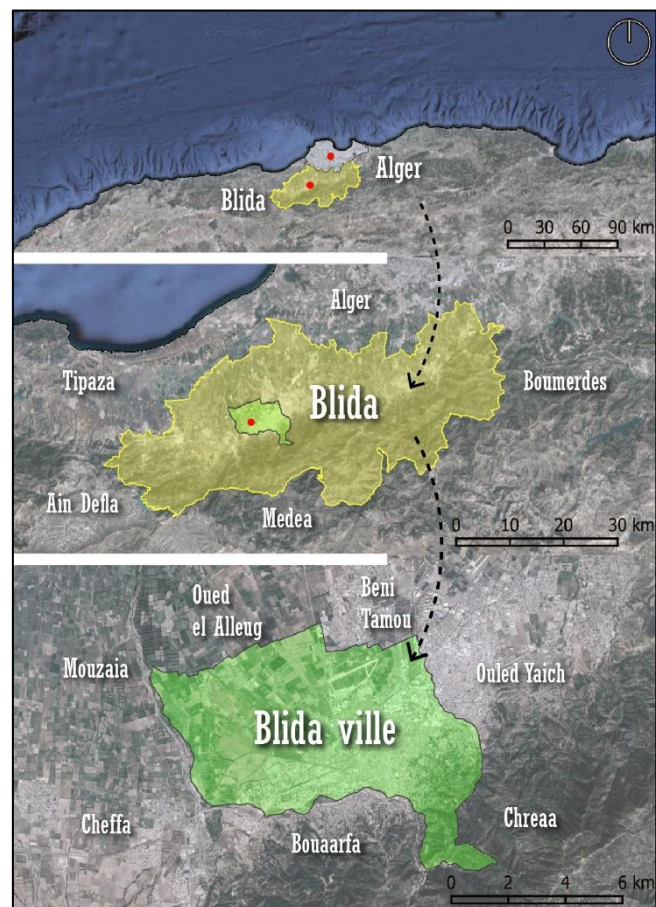 Alger
Blida
0 30 60 90 km
Alger
Tipaza
Blida
Boumerdes
Ain Defla
Medea
0 10 20 30 km
Oued
el Alleug
Beni
Tamou
Mouzaia
Ouled Yaich
Blida ville
Cheffa
Bouaarfa
Chreaa
0 2 4 6 km